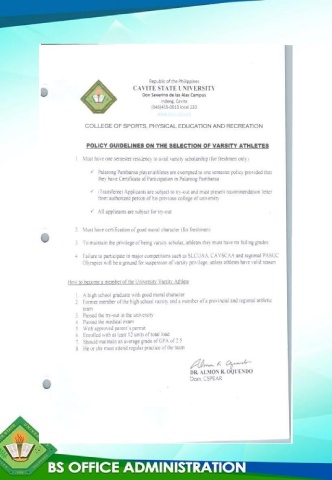 Republic of the Philippines
CAVITE STATE UNIVERSITY
Don Severino de las Alas Campus
Indang, Cavite
COLLEGE OF SPORTS, PHYSICAL EDUCATION AND RECREATION
POLICY GUIDELINES ON THE SELECTION OF VARSITY ATHLETES
1. Must have one semester residency to avail varsity scholarship (for freshmen only)
✓ Palarong Pambansa player/athletes are exempted to one semester policy provided that
they have Certificate of Participation in Palarong Pambansa.
✓ (Transferee) Applicants are subject to try-out and must present recommendation letter
from authorized person of the previous college or university.
✓ All applicants are subject for try-out
2. Must have certification of good moral character (for freshmen)
3. To maintain the privilege of being varsity scholar, athletes they must have no failing grades
4. Failure to participate in major competitions such as SCUAA, CAVSCAA and regional PASUC
Olympics will be a ground for suspension of varsity privilege unless athletes have valid reason
How to become a member of the University Varsity Athlete
1. A high school graduate with good moral character
2. Former member of the high school varsity and a member of a provincial and regional athletic
team
3. Passed the try-out in the university
4. Passed the medical exam
5. With approved parent's permit
6. Enrolled with at least 12 units of total load
7. Should maintain an average grade of GPA of 2.5
8. He or she must attend regular practice of the team
DR. ALMON R. OQUENDO
Dean, CSPEAR
BS OFFICE ADMINISTRATION